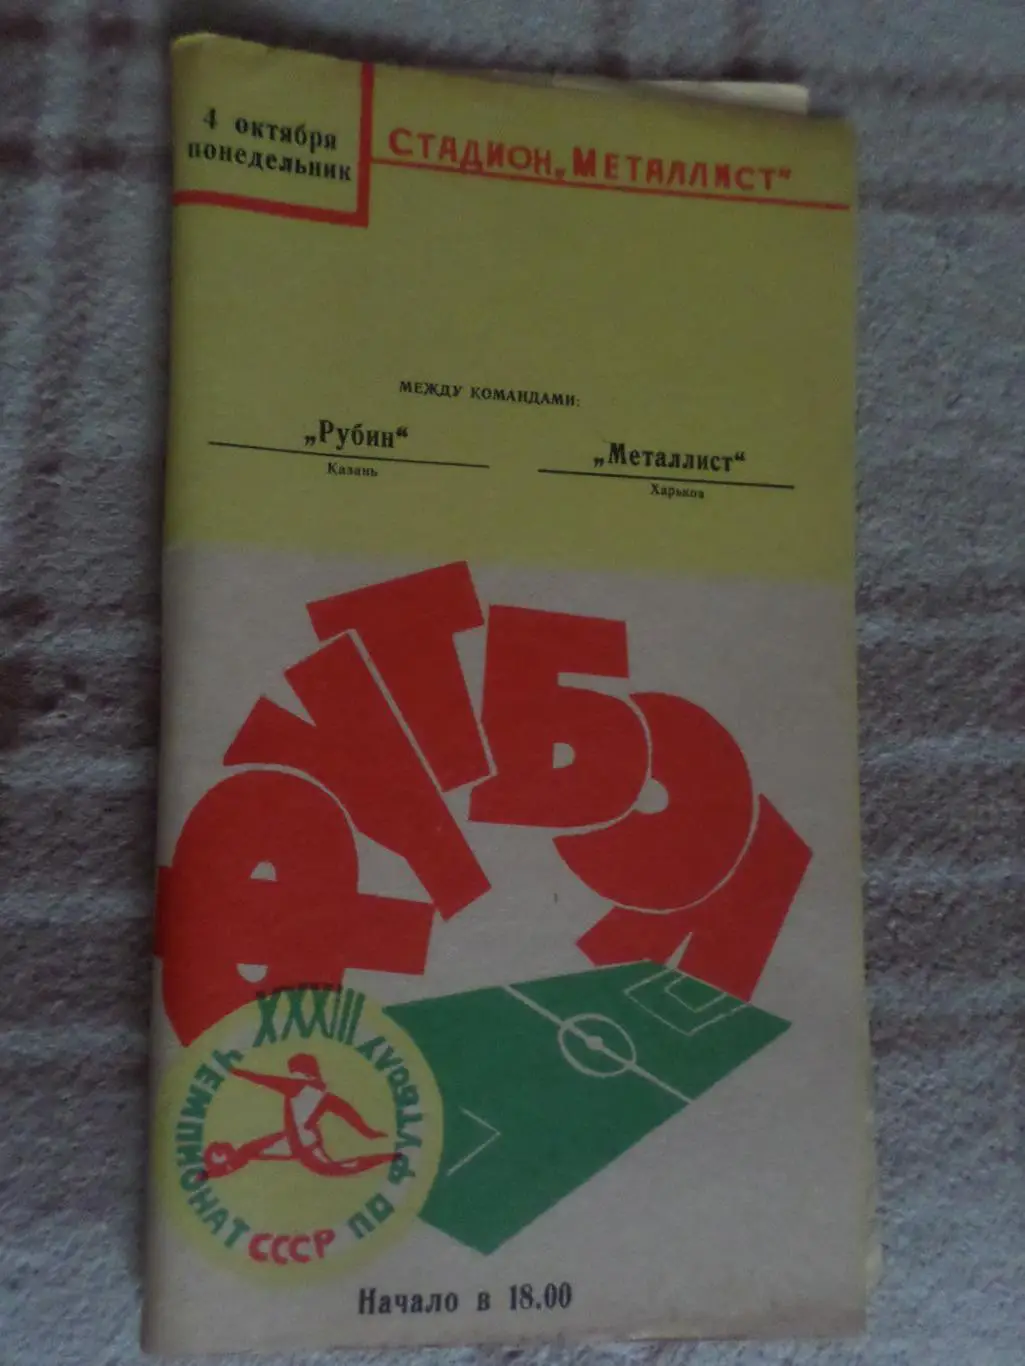 4 октября
понедельник
СТАДИОН „МЕТАЛЛИСТ“
МЕЖДУ КОМАНДАМИ:
„Рубин“
Казань
„Металлист“
Харьков
ФУТБОЛ
XXXIII
ЧЕМПИОНАТ СССР ПО ФУТБОЛУ
Начало в 18.00